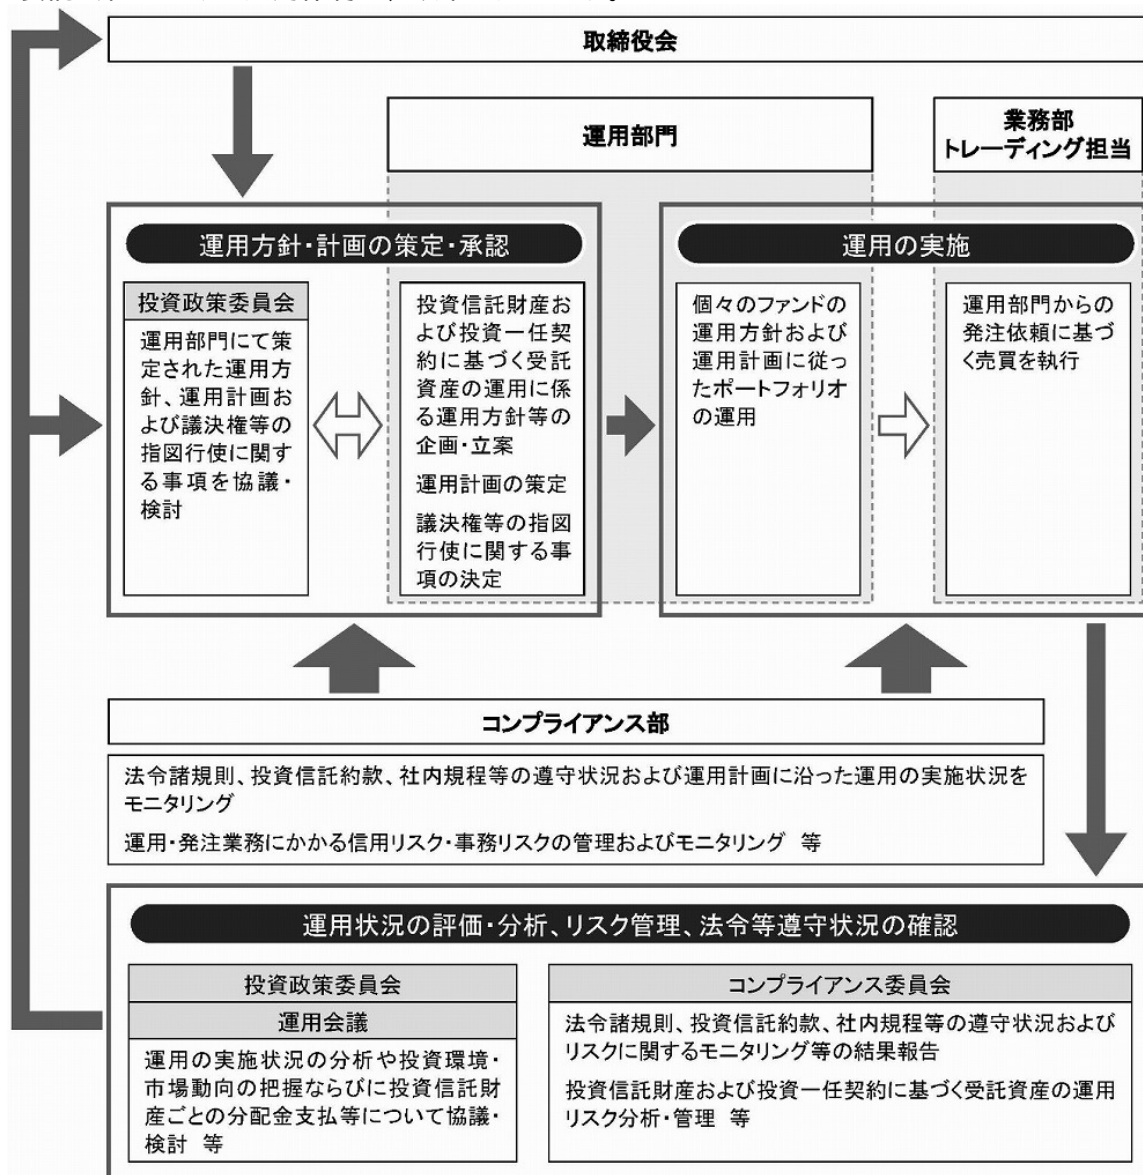 取締役会
運用部門
業務部
トレーディング担当
運用方針・計画の策定・承認
投資政策委員会
運用部門にて策
定された運用方
針、運用計画お
よび議決権等の
指図行使に関す
る事項を協議・
検討
投資信託財産お
よび投資一任契
約に基づく受託
資産の運用に係
る運用方針等の
企画・立案
運用計画の策定
議決権等の指図
行使に関する事
項の決定
運用の実施
個々のファンドの
運用方針および
運用計画に従っ
たポートフォリオ
の運用
運用部門からの
発注依頼に基づ
く売買を執行
コンプライアンス部
法令諸規則、投資信託約款、社内規程等の遵守状況および運用計画に沿った運用の実施状況を
モニタリング
運用・発注業務にかかる信用リスク・事務リスクの管理およびモニタリング 等
運用状況の評価・分析、リスク管理、法令等遵守状況の確認
投資政策委員会
運用会議
運用の実施状況の分析や投資環境・
市場動向の把握ならびに投資信託財
産ごとの分配金支払等について協議・
検討 等
コンプライアンス委員会
法令諸規則、投資信託約款、社内規程等の遵守状況および
リスクに関するモニタリング等の結果報告
投資信託財産および投資一任契約に基づく受託資産の運用
リスク分析・管理 等